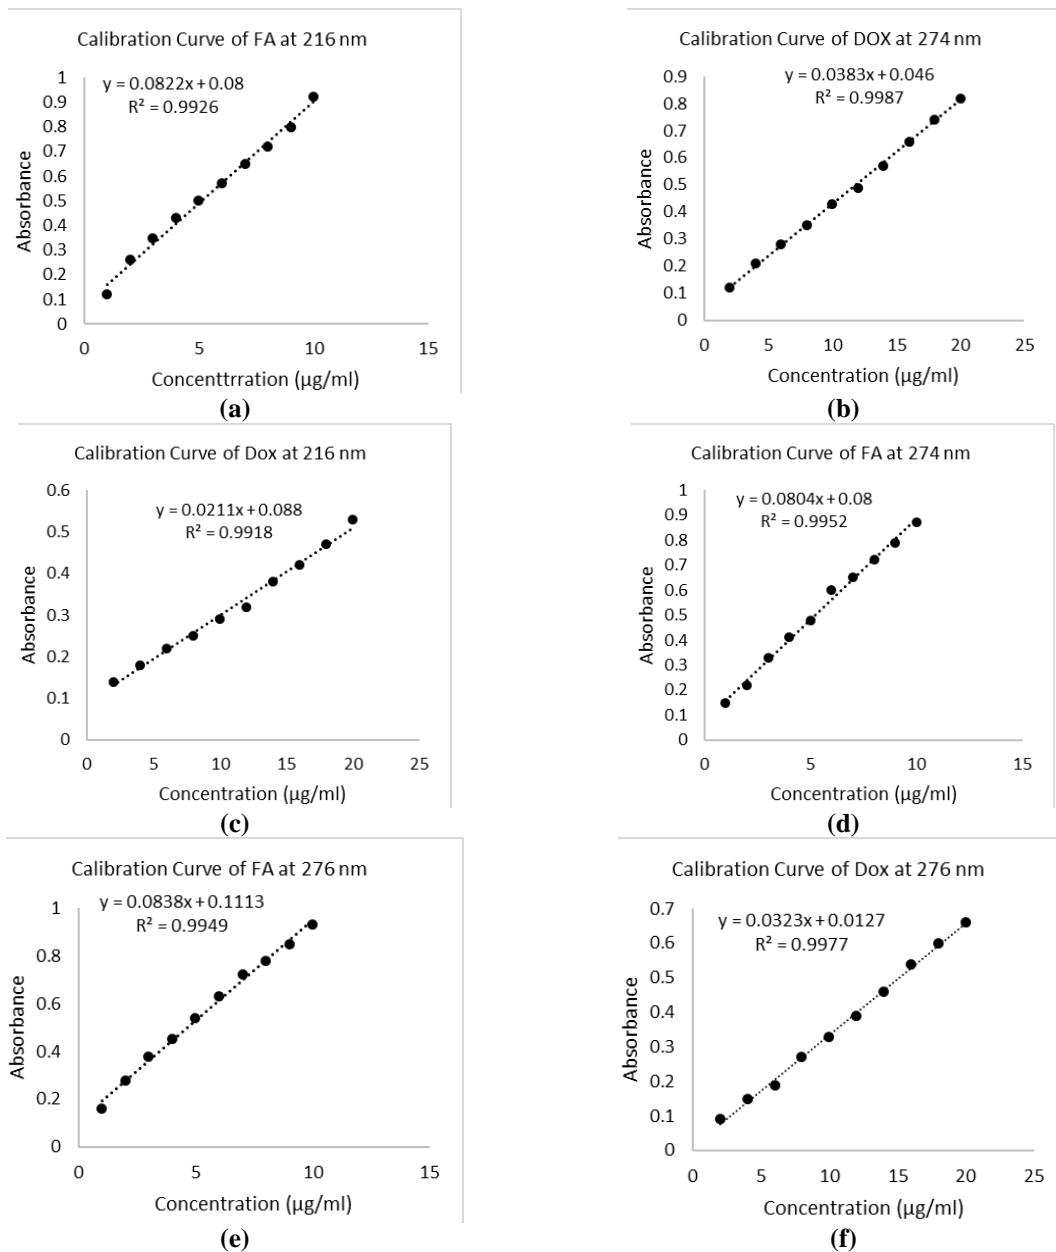 Calibration Curve of FA at 216 nm
y = 0.0822x + 0.08
R² = 0.9926
Absorbance
1
0.9
0.8
0.7
0.6
0.5
0.4
0.3
0.2
0.1
0
0 5 10 15
Concenttrration (µg/ml)
(a)
Calibration Curve of DOX at 274 nm
y = 0.0383x + 0.046
R² = 0.9987
Absorbance
0.9
0.8
0.7
0.6
0.5
0.4
0.3
0.2
0.1
0
0 5 10 15 20 25
Concentration (µg/ml)
(b)
Calibration Curve of Dox at 216 nm
y = 0.0211x + 0.088
R² = 0.9918
Absorbance
0.6
0.5
0.4
0.3
0.2
0.1
0
0 5 10 15 20 25
Concentration (µg/ml)
(c)
Calibration Curve of FA at 274 nm
y = 0.0804x + 0.08
R² = 0.9952
Absorbance
1
0.9
0.8
0.7
0.6
0.5
0.4
0.3
0.2
0.1
0
0 5 10 15
Concentration (µg/ml)
(d)
Calibration Curve of FA at 276 nm
y = 0.0838x + 0.1113
R² = 0.9949
Absorbance
1
0.8
0.6
0.4
0.2
0
0 5 10 15
Concentration (µg/ml)
(e)
Calibration Curve of Dox at 276 nm
y = 0.0323x + 0.0127
R² = 0.9977
Absorbance
0.7
0.6
0.5
0.4
0.3
0.2
0.1
0
0 5 10 15 20 25
Concentration (µg/ml)
(f)